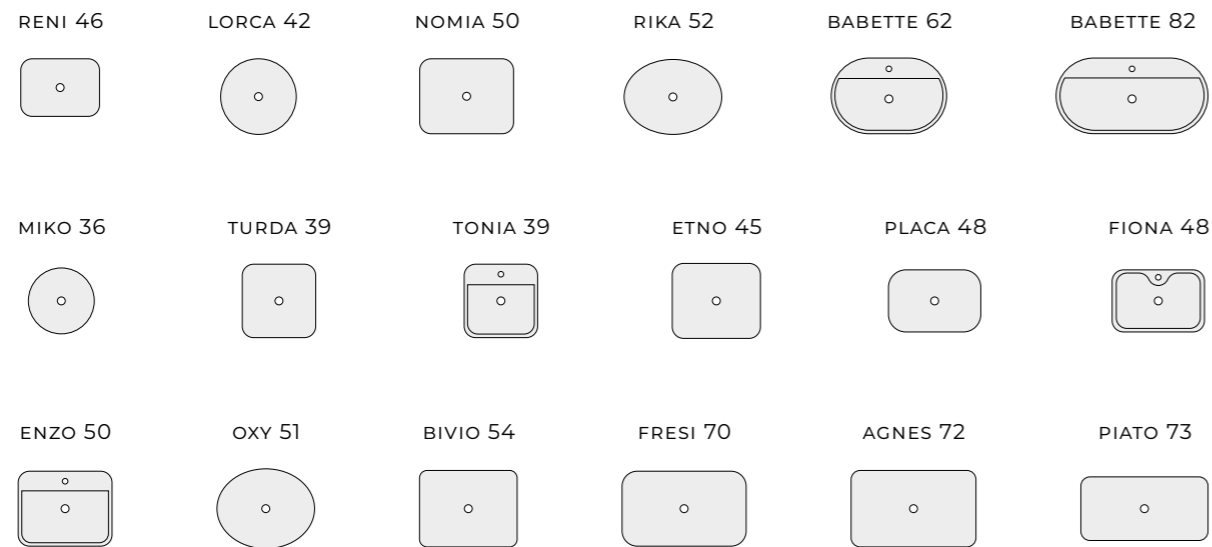 RENI 46 LORCA 42 NOMIA 50 RIKA 52 BABETTE 62 BABETTE 82
MIKO 36 TURDA 39 TONIA 39 ETNO 45 PLACA 48 FIONA 48
ENZO 50 OXY 51 BIVIO 54 FRESI 70 AGNES 72 PIATO 73